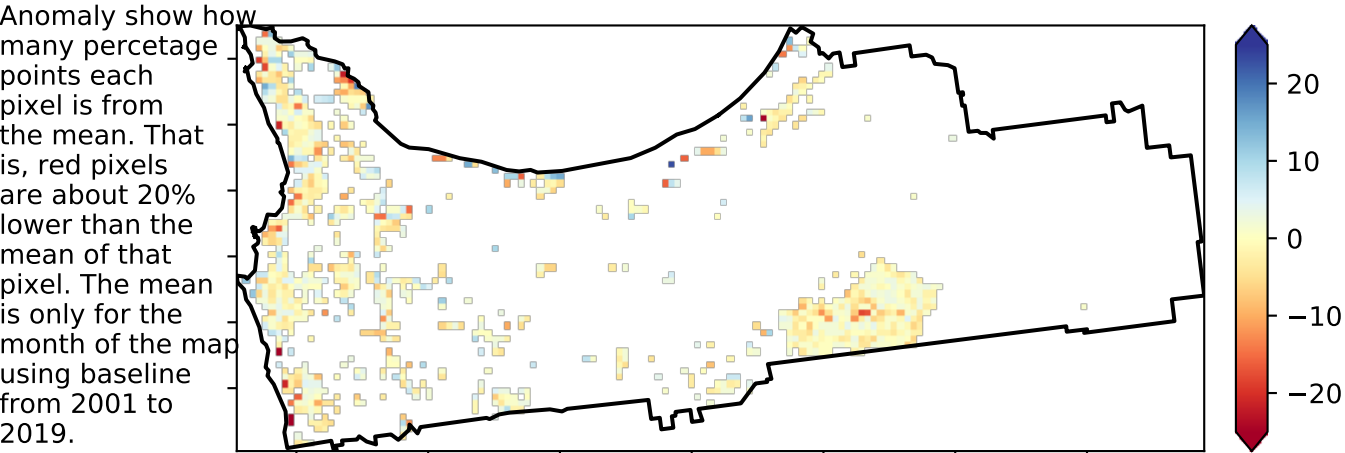 Anomaly show how
many percetage
points each
pixel is from
the mean. That
is, red pixels
are about 20%
lower than the
mean of that
pixel. The mean
is only for the
month of the map
using baseline
from 2001 to
2019.
20
10
0
−10
−20